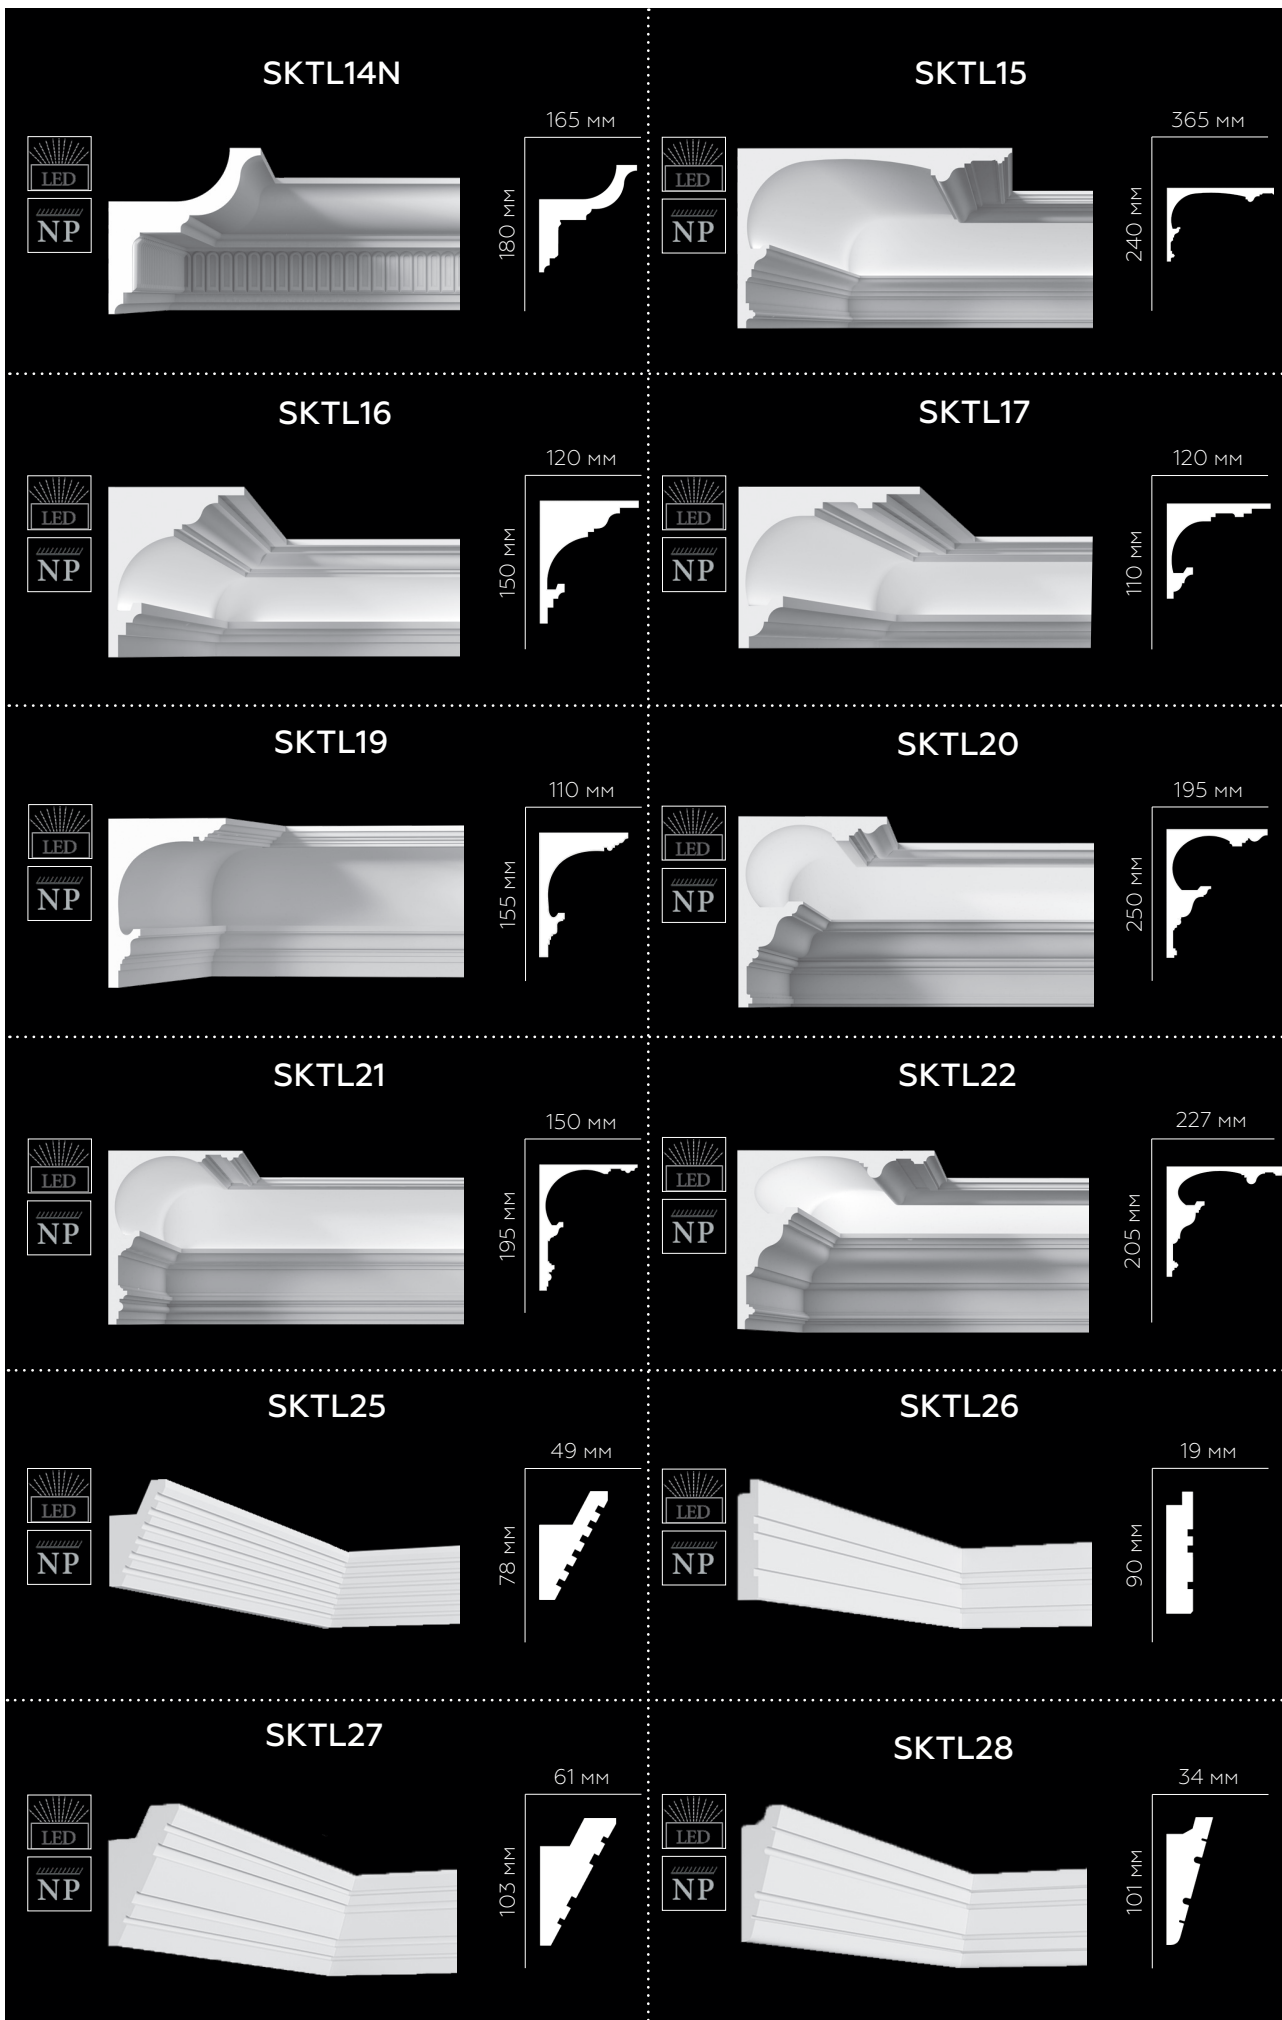 SKTL14N
165 мм
LED
NP
180 мм
SKTL15
365 мм
LED
NP
240 мм
SKTL16
120 мм
LED
NP
150 мм
SKTL17
120 мм
LED
NP
110 мм
SKTL19
110 мм
LED
NP
155 мм
SKTL20
195 мм
LED
NP
250 мм
SKTL21
150 мм
LED
NP
195 мм
SKTL22
227 мм
LED
NP
205 мм
SKTL25
49 мм
LED
NP
78 мм
SKTL26
19 мм
LED
NP
90 мм
SKTL27
61 мм
LED
NP
103 мм
SKTL28
34 мм
LED
NP
101 мм